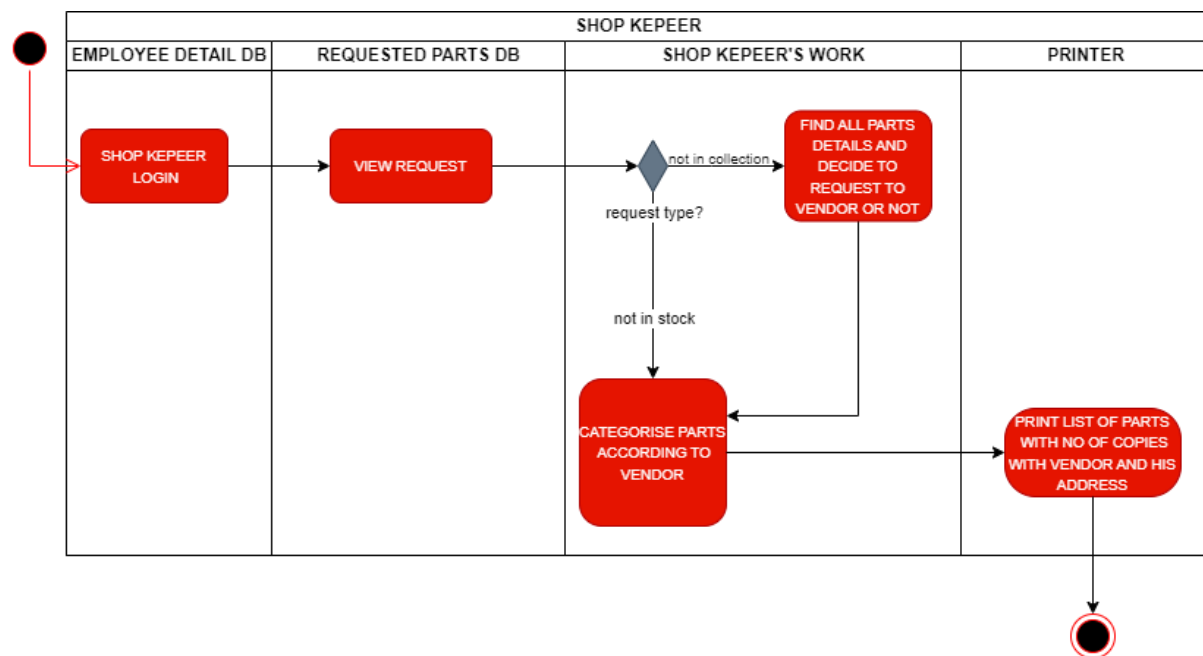 SHOP KEPEER
EMPLOYEE DETAIL DB
REQUESTED PARTS DB
SHOP KEPEER'S WORK
PRINTER
SHOP KEPEER
LOGIN
VIEW REQUEST
request type?
not in collection
FIND ALL PARTS
DETAILS AND
DECIDE TO
REQUEST TO
VENDOR OR NOT
not in stock
CATEGORISE PARTS
ACCORDING TO
VENDOR
PRINT LIST OF PARTS
WITH NO OF COPIES
WITH VENDOR AND HIS
ADDRESS